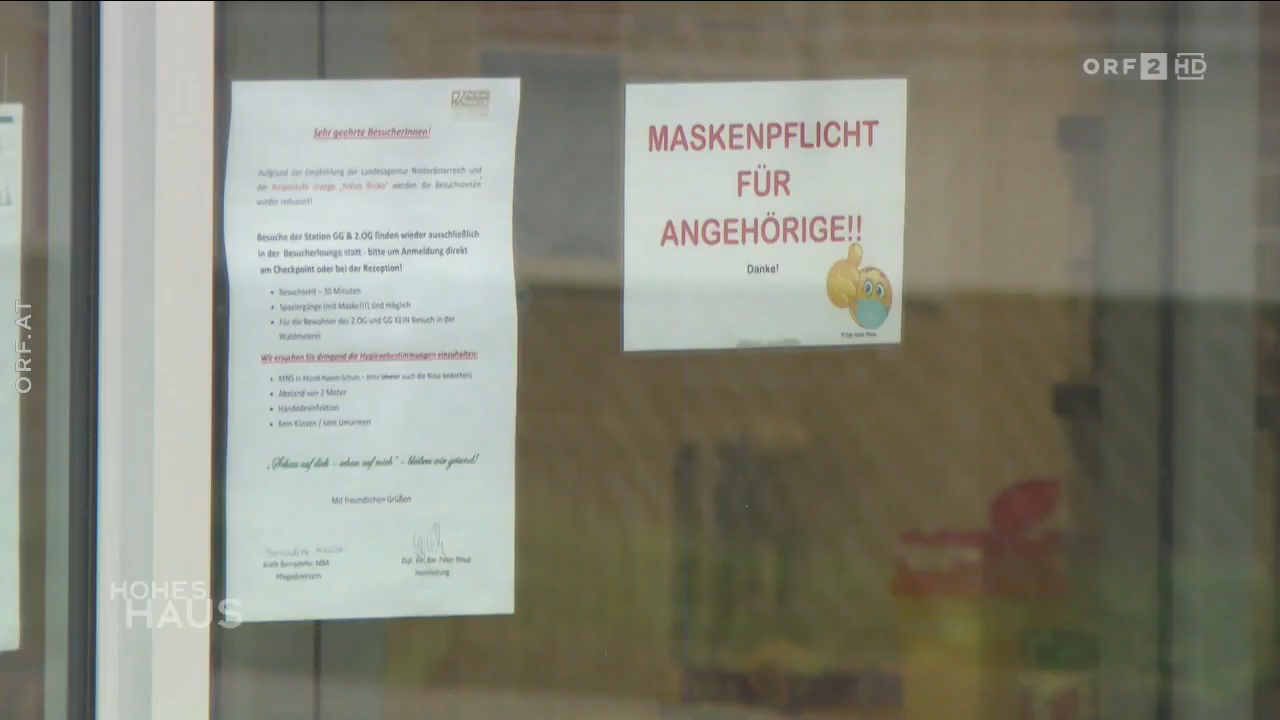 ORF 2 HD
ORF.AT
Sehr geehrte BesucherInnen!
Aufgrund der Empfehlung der Landesagentur Niederösterreich und
der Ampelstufe orange „hohes Risiko“ werden die Besuchszeiten
wieder reduziert!
Besuche der Station GG & 2.OG finden wieder ausschließlich
in der Besucherlounge statt - bitte um Anmeldung direkt
am Checkpoint oder bei der Rezeption!
• Besuchszeit – 30 Minuten
• Spaziergänge (mit Maske!!!) sind möglich
• Für die Bewohner des 2.OG und GG KEIN Besuch in der
Waldmeierei
Wir ersuchen Sie dringend die Hygienebestimmungen einzuhalten:
• MNS (= Mund-Nasen-Schutz – bitte immer auch die Nase bedecken)
• Abstand von 2 Meter
• Händedesinfektion
• Kein Küssen / kein Umarmen
„Schau auf dich – schau auf mich“ – bleiben wir gesund!
Mit freundlichen Grüßen
Bernadette, MBA
Pflegedirektorin
Peter
Heimleitung
MASKENPFLICHT
FÜR
ANGEHÖRIGE!!
Danke!
HOHES
HAUS